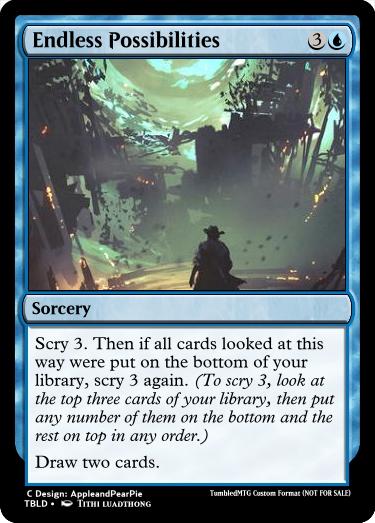 Endless Possibilities 3
Sorcery
Scry 3. Then if all cards looked at this
way were put on the bottom of your
library, scry 3 again. (To scry 3, look at
the top three cards of your library, then put
any number of them on the bottom and the
rest on top in any order.)
Draw two cards.
C Design: AppleandPearPie
TumbledMTG Custom Format (NOT FOR SALE)
TBLD • Tithi Luadthong